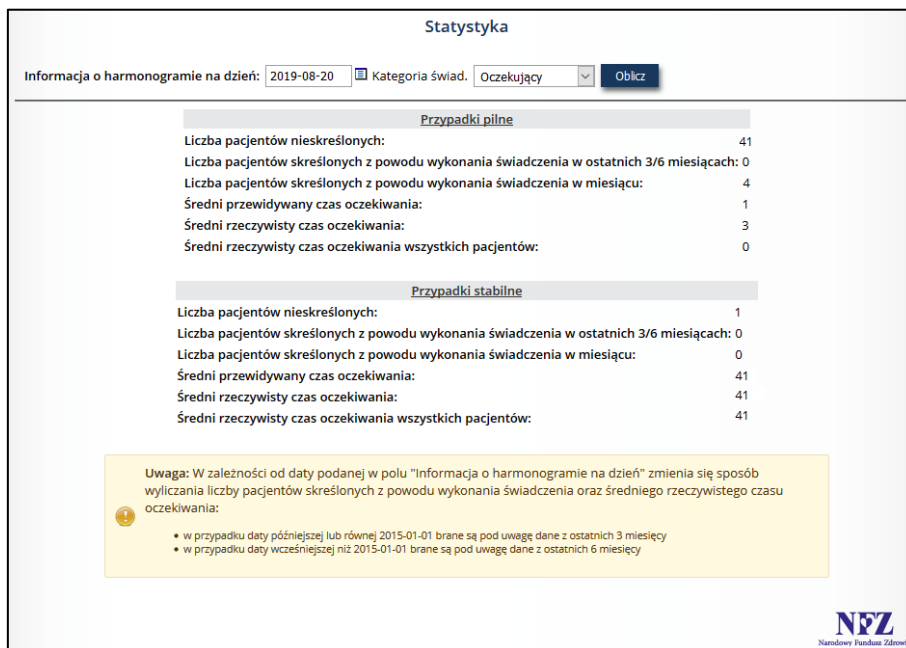 Statystyka
Informacja o harmonogramie na dzień: 2019-08-20 Kategoria świad. Oczekujący Oblicz
Przypadki pilne
Liczba pacjentów nieskreślonych: 41
Liczba pacjentów skreślonych z powodu wykonania świadczenia w ostatnich 3/6 miesiącach: 0
Liczba pacjentów skreślonych z powodu wykonania świadczenia w miesiącu: 4
Średni przewidywany czas oczekiwania: 1
Średni rzeczywisty czas oczekiwania: 3
Średni rzeczywisty czas oczekiwania wszystkich pacjentów: 0
Przypadki stabilne
Liczba pacjentów nieskreślonych: 1
Liczba pacjentów skreślonych z powodu wykonania świadczenia w ostatnich 3/6 miesiącach: 0
Liczba pacjentów skreślonych z powodu wykonania świadczenia w miesiącu: 0
Średni przewidywany czas oczekiwania: 41
Średni rzeczywisty czas oczekiwania: 41
Średni rzeczywisty czas oczekiwania wszystkich pacjentów: 41
Uwaga: W zależności od daty podanej w polu "Informacja o harmonogramie na dzień" zmienia się sposób
wyliczania liczby pacjentów skreślonych z powodu wykonania świadczenia oraz średniego rzeczywistego czasu
oczekiwania:
• w przypadku daty późniejszej lub równej 2015-01-01 brane są pod uwagę dane z ostatnich 3 miesięcy
• w przypadku daty wcześniejszej niż 2015-01-01 brane są pod uwagę dane z ostatnich 6 miesięcy
NFZ
Narodowy Fundusz Zdrowi